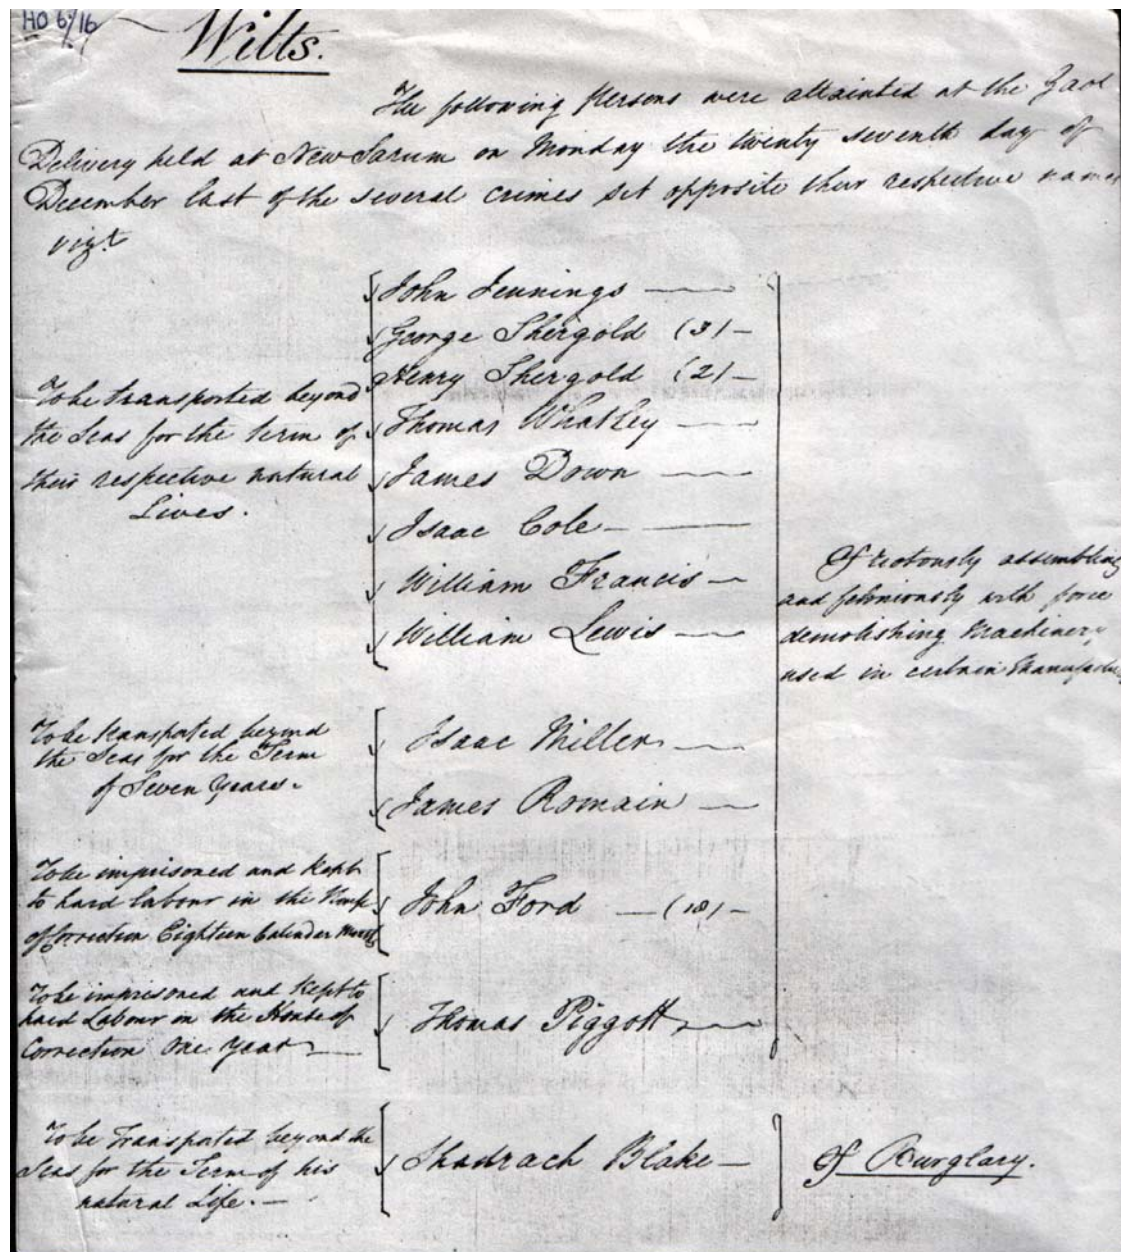 HO 6/16
Wilts.
The following Persons were attainted at the Gaol
Delivery held at New Sarum on Monday the twenty seventh day of
December last of the several crimes set opposite their respective names
vizt
To be transported beyond
the Seas for the term of
their respective natural
Lives.
John Jennings
George Shergold (3)
Henry Shergold (2)
Thomas Whatley
James Down
Isaac Cole
William Francis
William Lewis
Of riotously assembling
and feloniously with force
demolishing Machinery
used in certain Manufactu
To be transported beyond
the Seas for the Term
of Seven Years.
Isaac Miller
James Romain
To be imprisoned and kept
to hard labour in the House
of Correction Eighteen Calender Months
John Ford (18)
To be imprisoned and kept to
hard Labour in the House of
Correction One Year
Thomas Piggott
To be Transported beyond the
Seas for the Term of his
natural Life.
Shadrach Blake
Of Burglary.